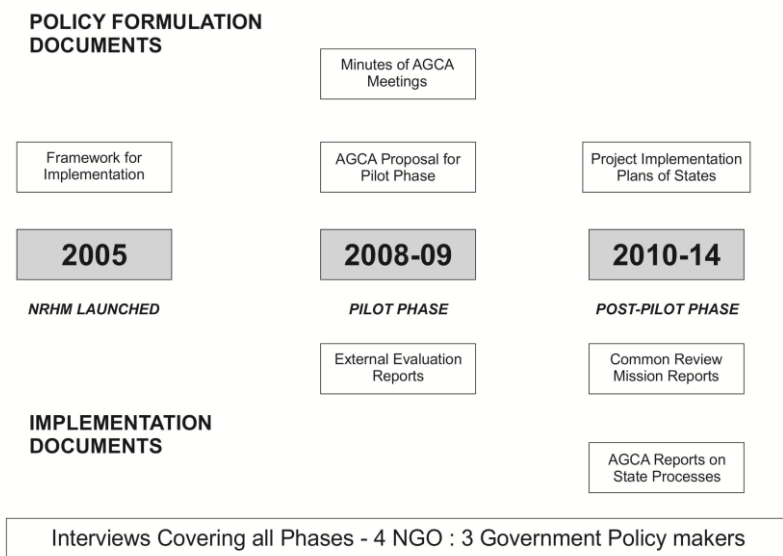 POLICY FORMULATION
DOCUMENTS
Minutes of AGCA
Meetings
Framework for
Implementation
AGCA Proposal for
Pilot Phase
Project Implementation
Plans of States
2005
2008-09
2010-14
NRHM LAUNCHED
PILOT PHASE
POST-PILOT PHASE
External Evaluation
Reports
Common Review
Mission Reports
IMPLEMENTATION
DOCUMENTS
AGCA Reports on
State Processes
Interviews Covering all Phases - 4 NGO : 3 Government Policy makers